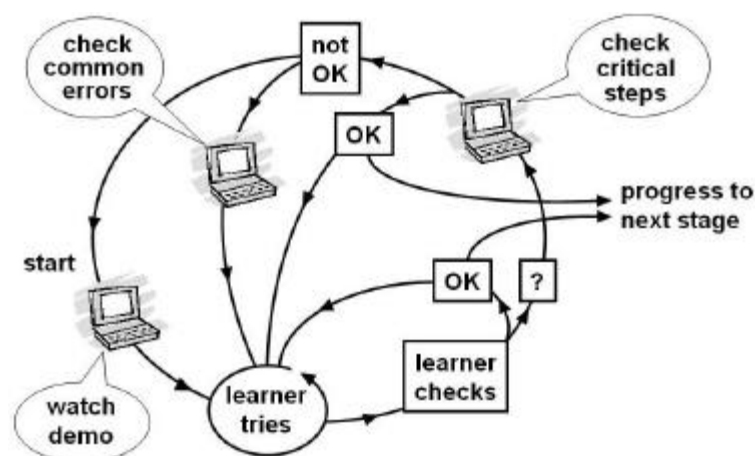 check
common
errors
not
OK
check
critical
steps
OK
progress to
next stage
start
OK
?
learner
checks
learner
tries
watch
demo